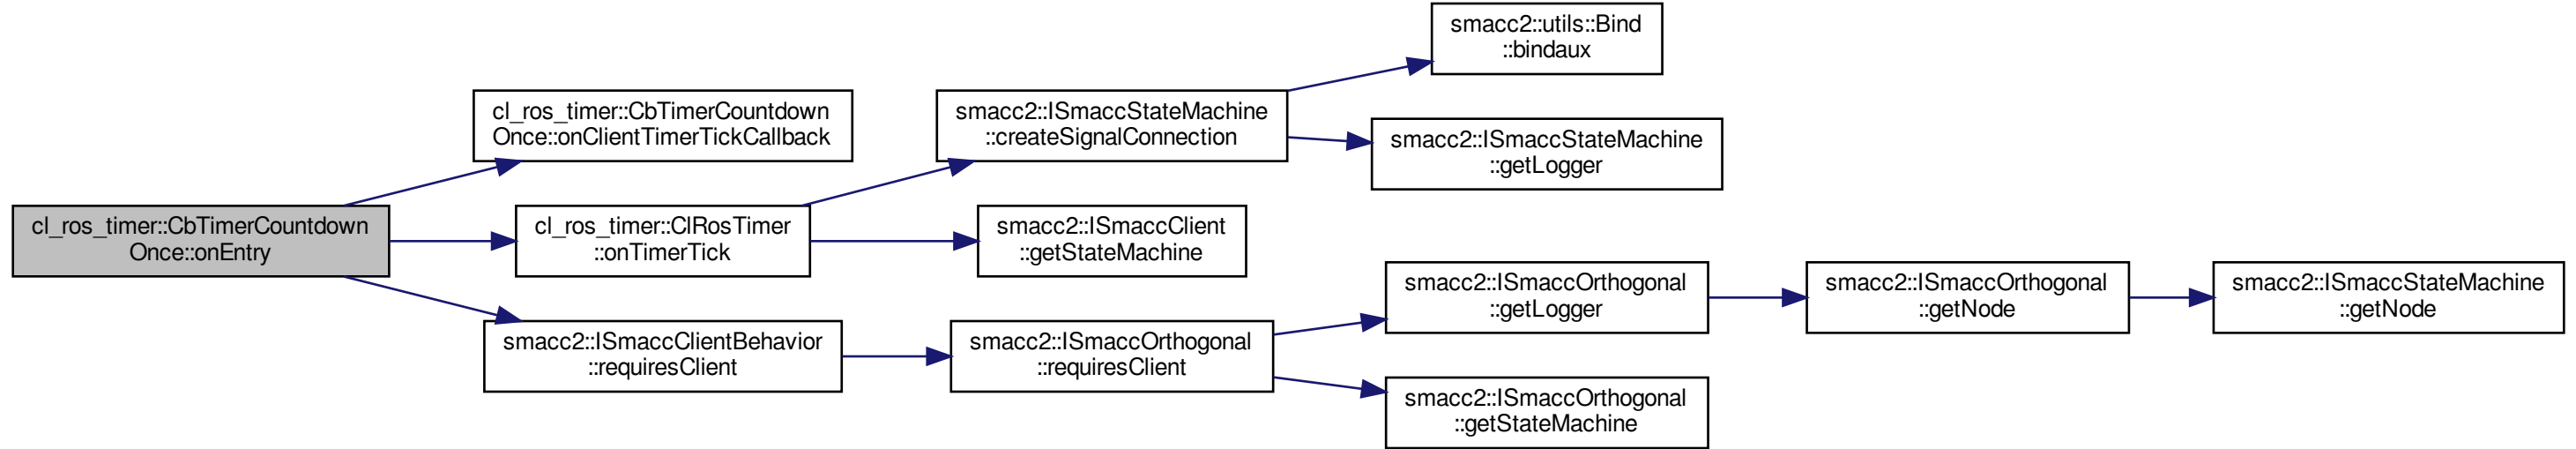 smacc2::utils::Bind
::bindaux
cl_ros_timer::CbTimerCountdown
Once::onClientTimerTickCallback
smacc2::ISmaccStateMachine
::createSignalConnection
smacc2::ISmaccStateMachine
::getLogger
cl_ros_timer::CbTimerCountdown
Once::onEntry
cl_ros_timer::ClRosTimer
::onTimerTick
smacc2::ISmaccClient
::getStateMachine
smacc2::ISmaccOrthogonal
::getLogger
smacc2::ISmaccOrthogonal
::getNode
smacc2::ISmaccStateMachine
::getNode
smacc2::ISmaccClientBehavior
::requiresClient
smacc2::ISmaccOrthogonal
::requiresClient
smacc2::ISmaccOrthogonal
::getStateMachine